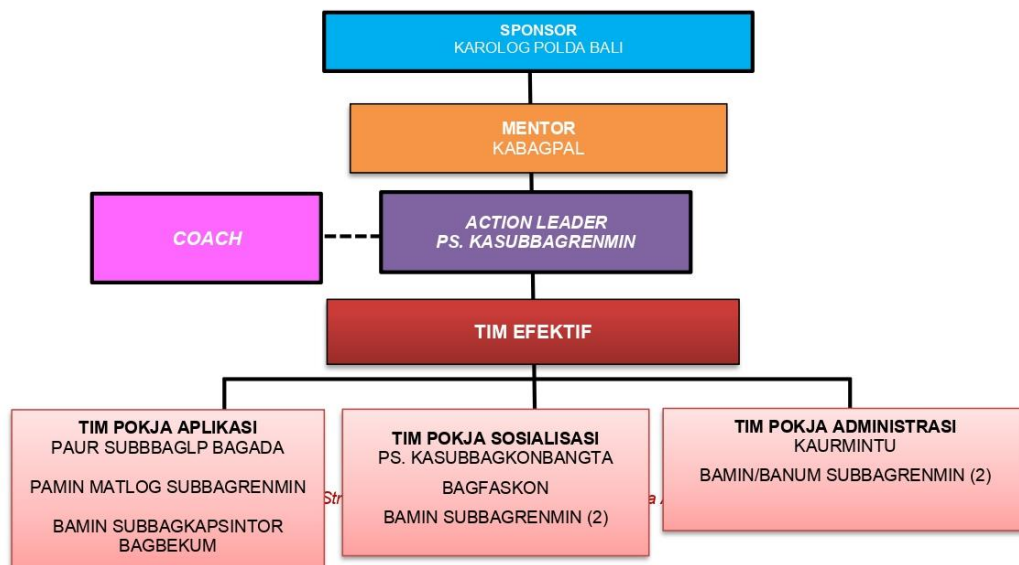 SPONSOR
KAROLOG POLDA BALI
MENTOR
KABAGPAL
COACH
ACTION LEADER
PS. KASUBBAGRENMIN
TIM EFEKTIF
TIM POKJA APLIKASI
PAUR SUBBBAGLP BAGADA
PAMIN MATLOG SUBBAGRENMIN
BAMIN SUBBAGKAPSINTOR
BAGBEKUM
TIM POKJA SOSIALISASI
PS. KASUBBAGKONBANGTA
BAGFASKON
BAMIN SUBBAGRENMIN (2)
TIM POKJA ADMINISTRASI
KAURMINTU
BAMIN/BANUM SUBBAGRENMIN (2)